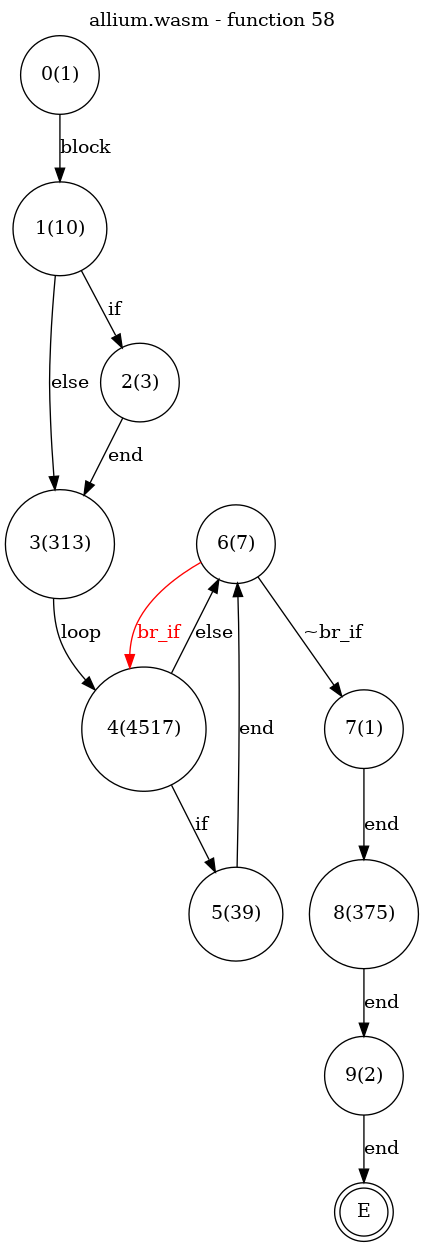 allium.wasm - function 58
0(1)
block
1(10)
if
else
2(3)
end
3(313)
6(7)
loop
br_if
else
~br_if
4(4517)
end
7(1)
if
end
5(39)
8(375)
end
9(2)
end
E